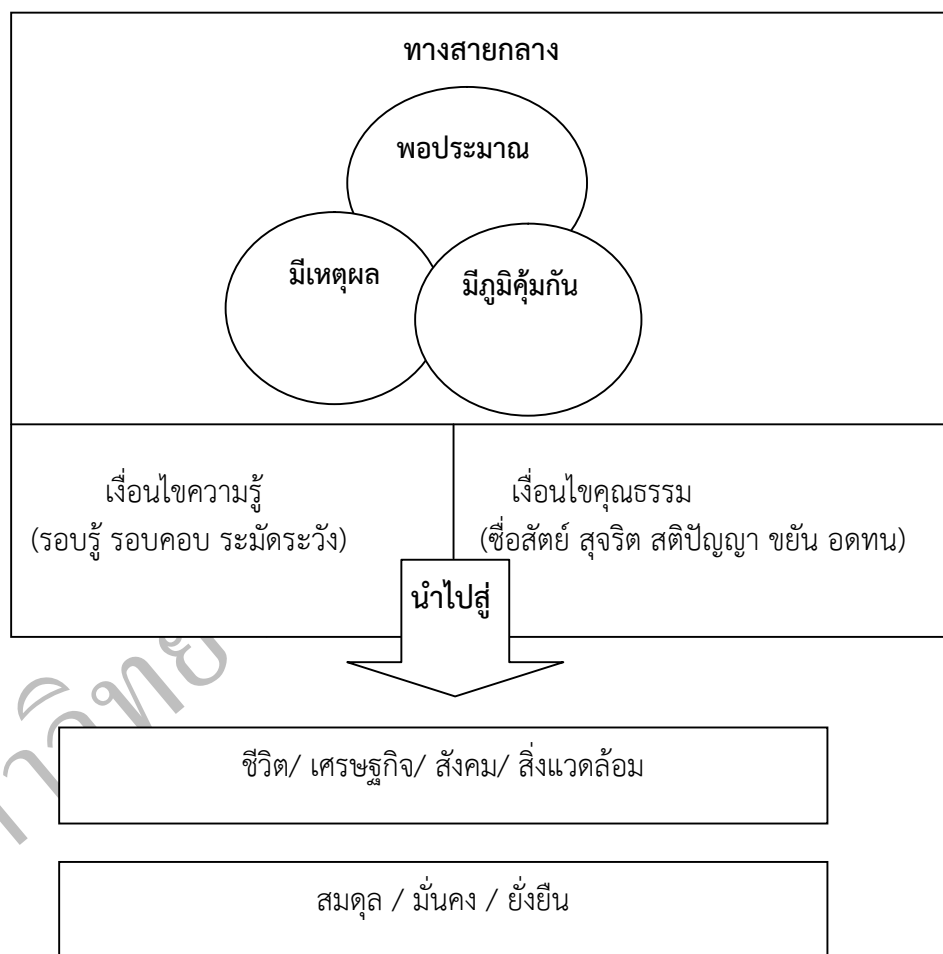 ทางสายกลาง
พอประมาณ
มีเหตุผล
มีภูมิคุ้มกัน
เงื่อนไขความรู้
(รอบรู้ รอบคอบ ระมัดระวัง)
เงื่อนไขคุณธรรม
(ซื่อสัตย์ สุจริต สติปัญญา ขยัน อดทน)
นำไปสู่
ชีวิต/ เศรษฐกิจ/ สังคม/ สิ่งแวดล้อม
สมดุล / มั่นคง / ยั่งยืน